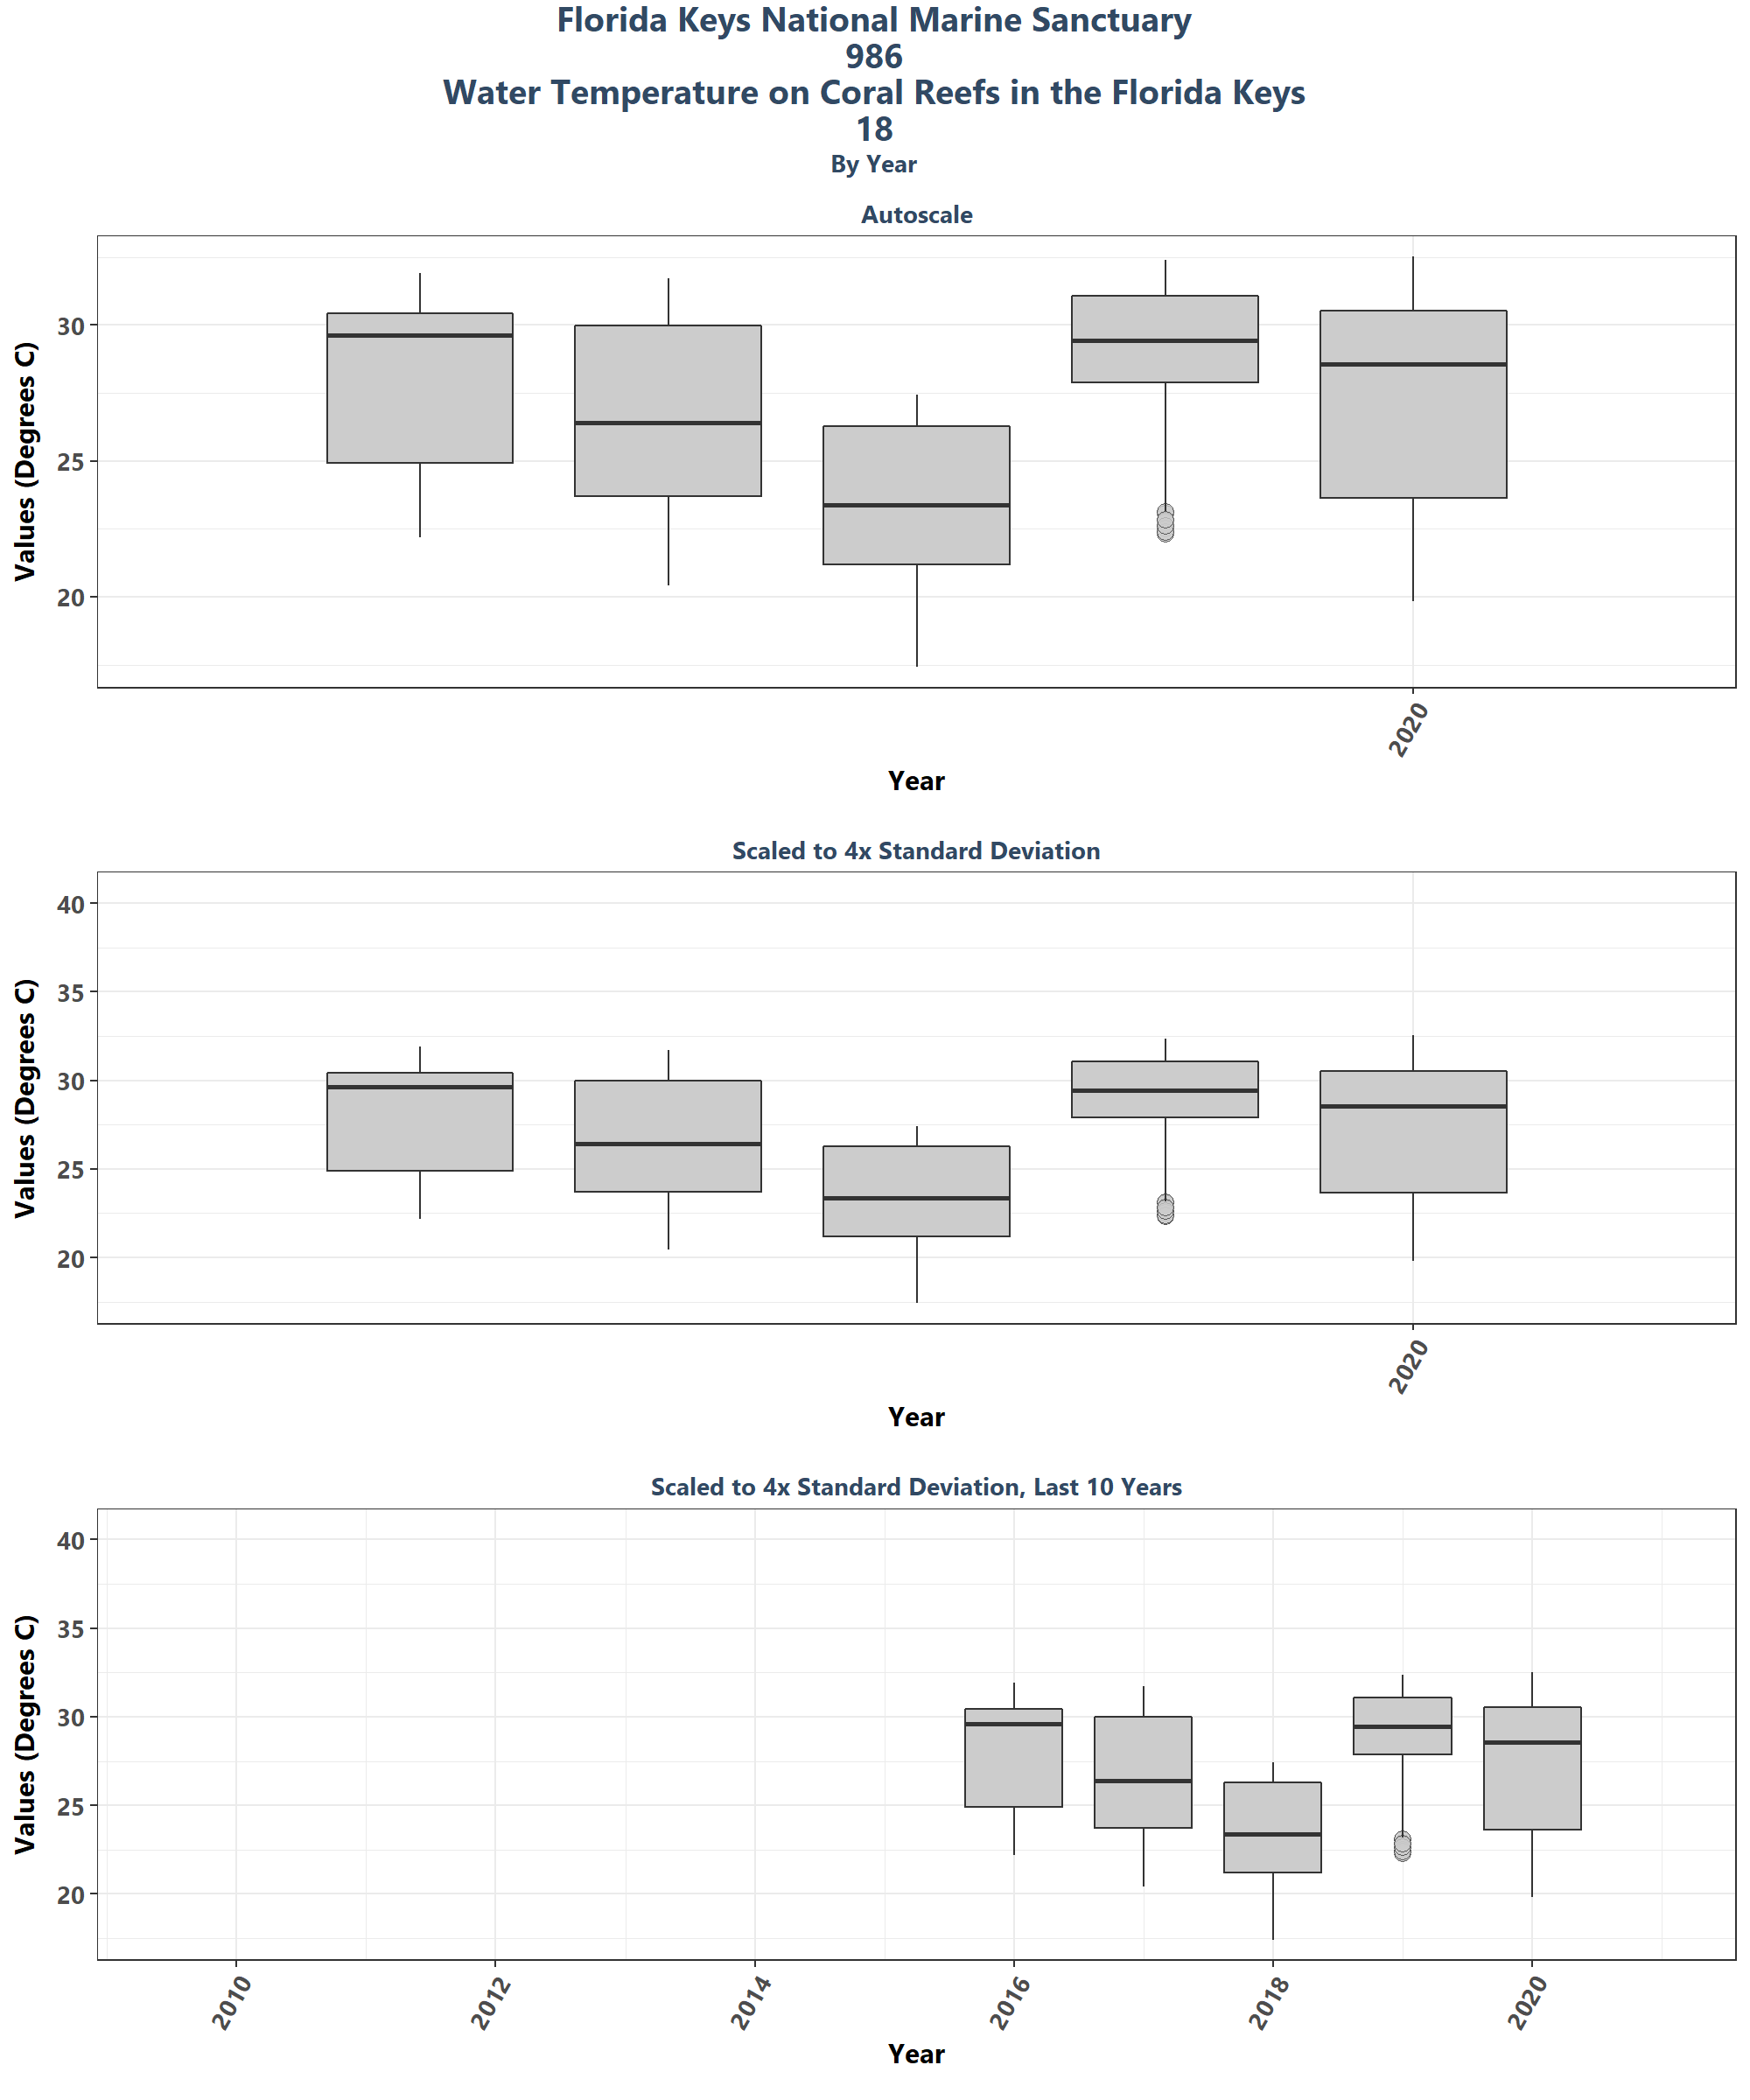 Florida Keys National Marine Sanctuary
986
Water Temperature on Coral Reefs in the Florida Keys
18
By Year
Autoscale
Values (Degrees C)
30
25
20
2020
Year
Scaled to 4x Standard Deviation
Values (Degrees C)
40
35
30
25
20
2020
Year
Scaled to 4x Standard Deviation, Last 10 Years
Values (Degrees C)
40
35
30
25
20
2010
2012
2014
2016
2018
2020
Year